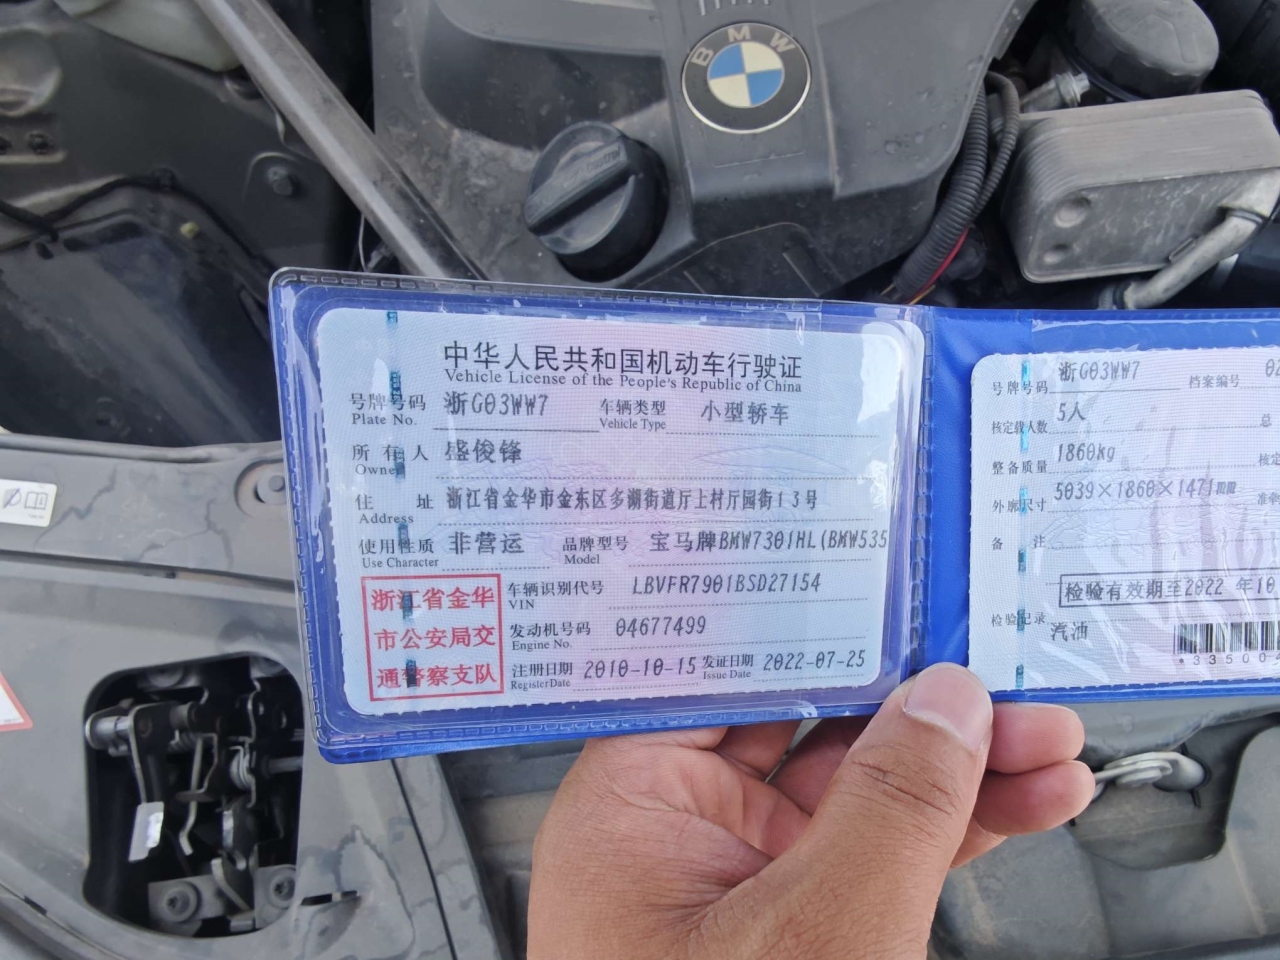 BMW
中华人民共和国机动车行驶证
Vehicle License of the People's Republic of China
号牌号码 浙G03WW7 车辆类型 小型轿车
Plate No. Vehicle Type
所有人 盛俊锋
Owner
住址 浙江省金华市金东区多湖街道厅上村厅园街13号
Address
使用性质 非营运 品牌型号 宝马牌BMW7301HL(BMW535
Use Character Model
浙江省金华
市公安局交
通警察支队
车辆识别代号 LBVFR7901BSD27154
VIN
发动机号码 04677499
Engine No.
注册日期 2010-10-15 发证日期 2022-07-25
Register Date Issue Date
号牌号码 浙G03WW7 档案编号 02
核定载人数 5人 总
整备质量 1860kg 核定
外廓尺寸 5039×1860×1471mm 准牵
备注
检验有效期至2022年10
检验记录
汽油
*33500